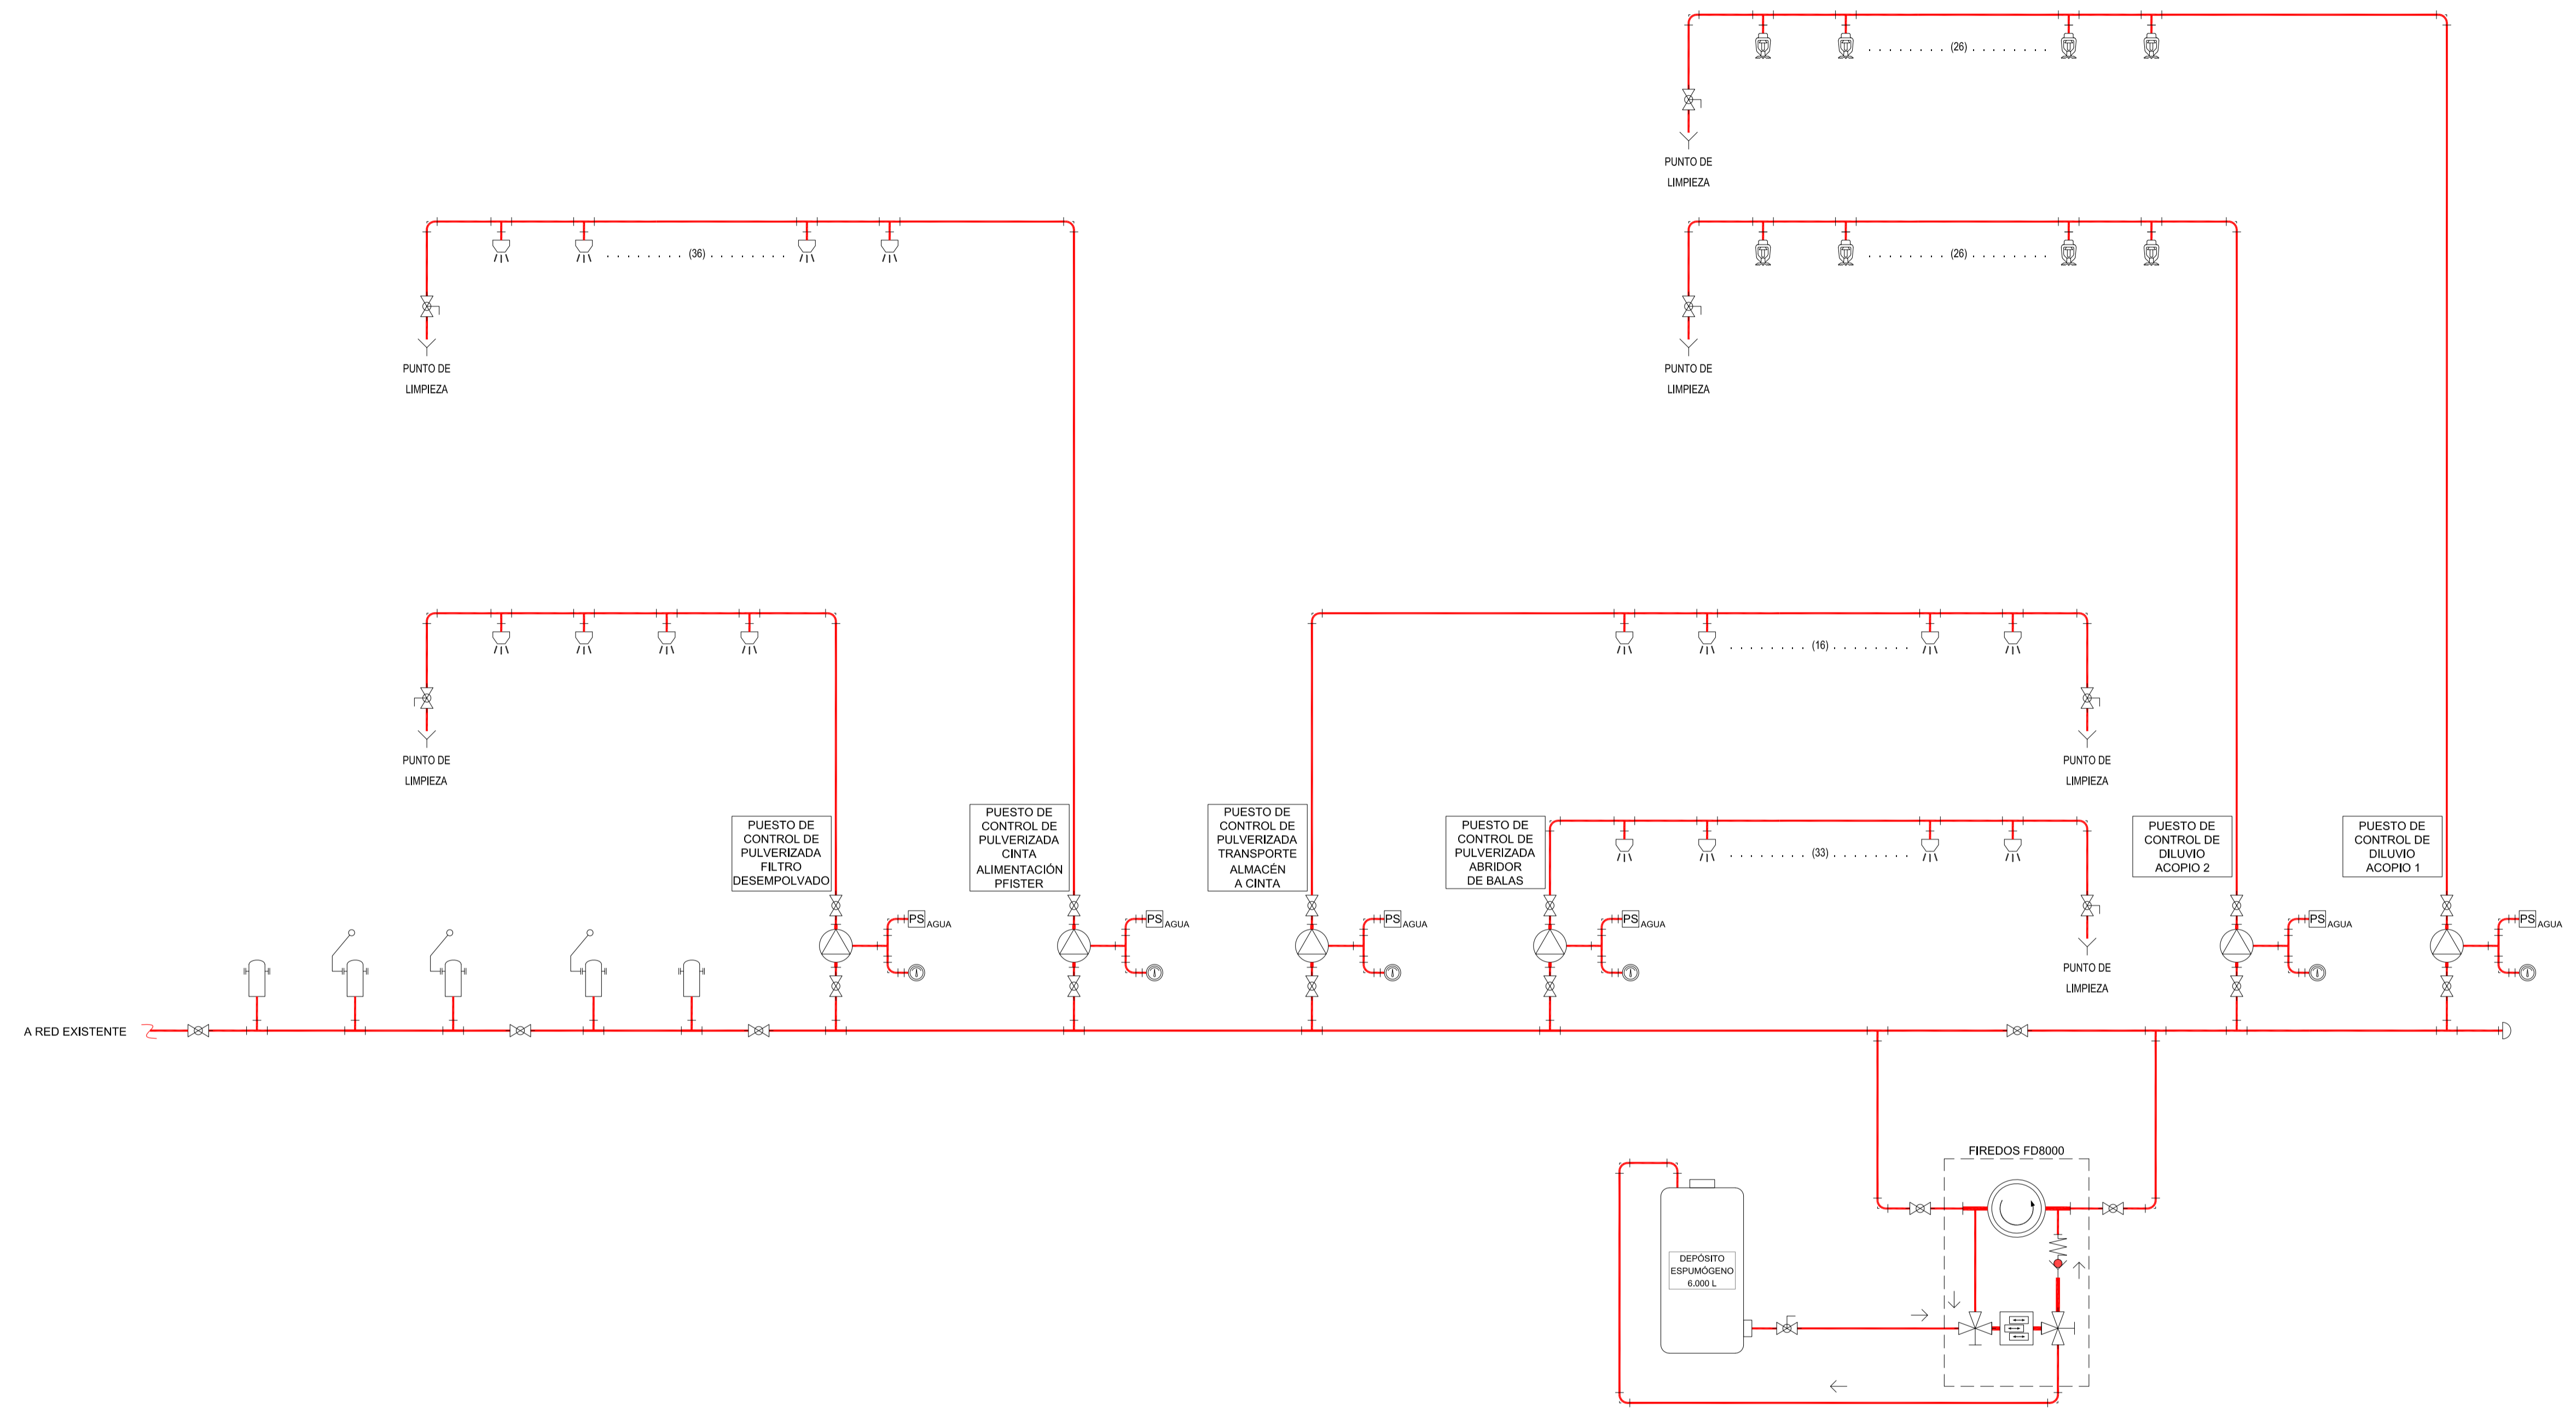 . . . . . . . (26) . . . . . . . .
PUNTO DE
LIMPIEZA
. . . . . . . . (36) . . . . . . . .
PUNTO DE
LIMPIEZA
. . . . . . . (26) . . . . . . . .
PUNTO DE
LIMPIEZA
PUNTO DE
LIMPIEZA
. . . . . . . . (16) . . . . . . . .
PUNTO DE
LIMPIEZA
PUESTO DE
CONTROL DE
PULVERIZADA
FILTRO
DESEMPOLVADO
PUESTO DE
CONTROL DE
PULVERIZADA
CINTA
ALIMENTACIÓN
PFISTER
PUESTO DE
CONTROL DE
PULVERIZADA
TRANSPORTE
ALMACÉN
A CINTA
PUESTO DE
CONTROL DE
PULVERIZADA
ABRIDOR
DE BALAS
. . . . . . . . (33) . . . . . . . .
PUESTO DE
CONTROL DE
DILUVIO
ACOPIO 2
PUESTO DE
CONTROL DE
DILUVIO
ACOPIO 1
PS AGUA
PS AGUA
PS AGUA
PS AGUA
PS AGUA
PS AGUA
PUNTO DE
LIMPIEZA
A RED EXISTENTE
FIREDOS FD8000
DEPÓSITO
ESPUMÓGENO
6.000 L